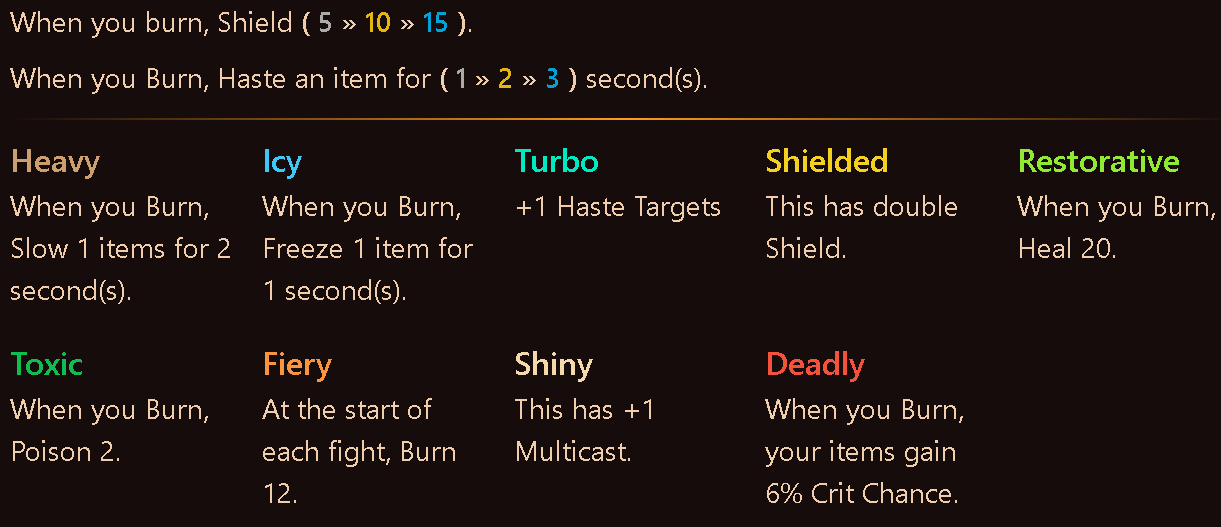 When you burn, Shield ( 5 » 10 » 15 ).
When you Burn, Haste an item for ( 1 » 2 » 3 ) second(s).
Heavy
When you Burn,
Slow 1 items for 2
second(s).
Icy
When you Burn,
Freeze 1 item for
1 second(s).
Turbo
+1 Haste Targets
Shielded
This has double
Shield.
Restorative
When you Burn,
Heal 20.
Toxic
When you Burn,
Poison 2.
Fiery
At the start of
each fight, Burn
12.
Shiny
This has +1
Multicast.
Deadly
When you Burn,
your items gain
6% Crit Chance.